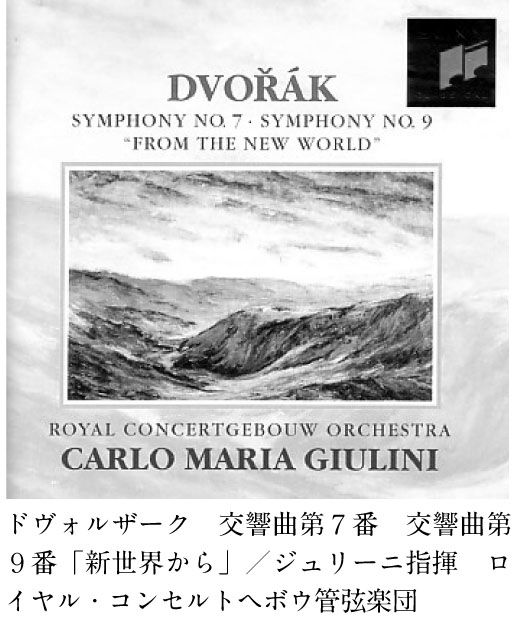 DVOŘÁK
SYMPHONY NO. 7 · SYMPHONY NO. 9
“FROM THE NEW WORLD”
ROYAL CONCERTGEBOUW ORCHESTRA
CARLO MARIA GIULINI
ドヴォルザーク　交響曲第７番　交響曲第
９番「新世界から」／ジュリーニ指揮　ロ
イヤル・コンセルトヘボウ管弦楽団